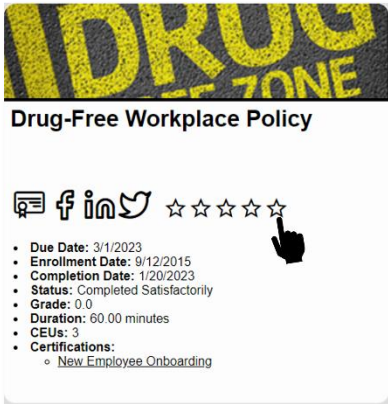 DRUG
FREE ZONE
Drug-Free Workplace Policy
Due Date: 3/1/2023
Enrollment Date: 9/12/2015
Completion Date: 1/20/2023
Status: Completed Satisfactorily
Grade: 0.0
Duration: 60.00 minutes
CEUs: 3
Certifications:
New Employee Onboarding